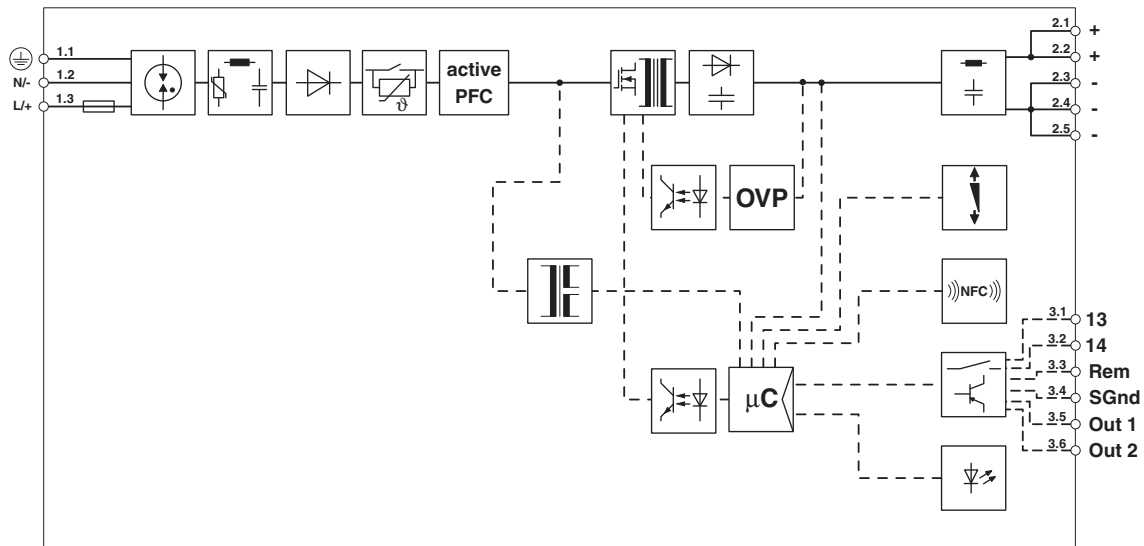 1.1
N/-
1.2
L/+
1.3
ϑ
active
PFC
2.1
+
2.2
+
2.3
-
2.4
-
2.5
-
OVP
NFC
µC
3.1
13
3.2
14
3.3
Rem
3.4
SGnd
3.5
Out 1
3.6
Out 2